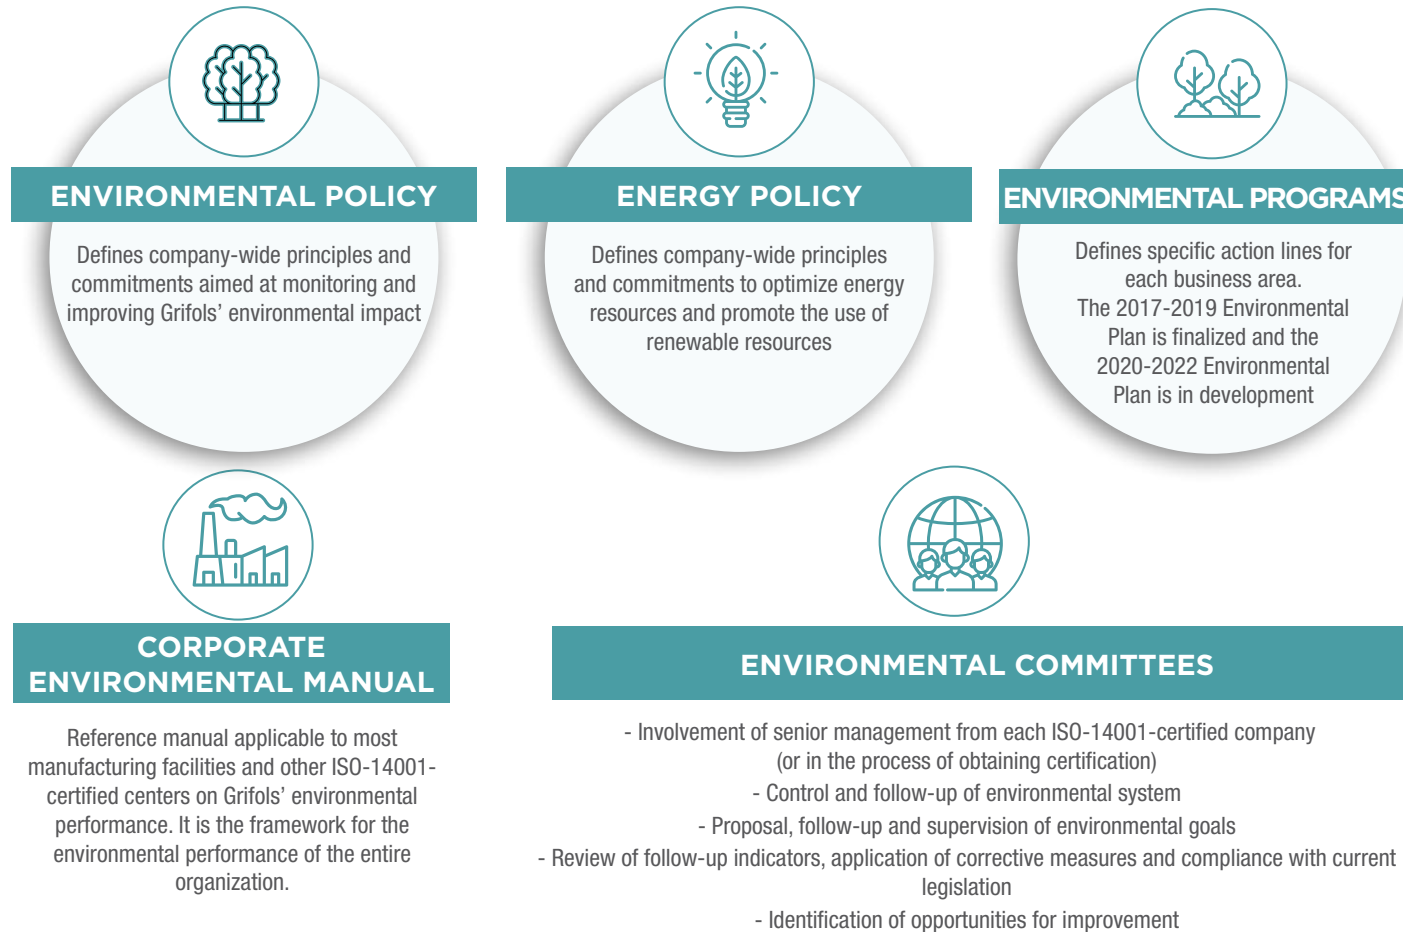 ENVIRONMENTAL POLICY
Defines company-wide principles and
commitments aimed at monitoring and
improving Grifols’ environmental impact
ENERGY POLICY
Defines company-wide principles
and commitments to optimize energy
resources and promote the use of
renewable resources
ENVIRONMENTAL PROGRAMS
Defines specific action lines for
each business area.
The 2017-2019 Environmental
Plan is finalized and the
2020-2022 Environmental
Plan is in development
CORPORATE
ENVIRONMENTAL MANUAL
Reference manual applicable to most
manufacturing facilities and other ISO-14001-
certified centers on Grifols’ environmental
performance. It is the framework for the
environmental performance of the entire
organization.
ENVIRONMENTAL COMMITTEES
- Involvement of senior management from each ISO-14001-certified company
(or in the process of obtaining certification)
- Control and follow-up of environmental system
- Proposal, follow-up and supervision of environmental goals
- Review of follow-up indicators, application of corrective measures and compliance with current
legislation
- Identification of opportunities for improvement